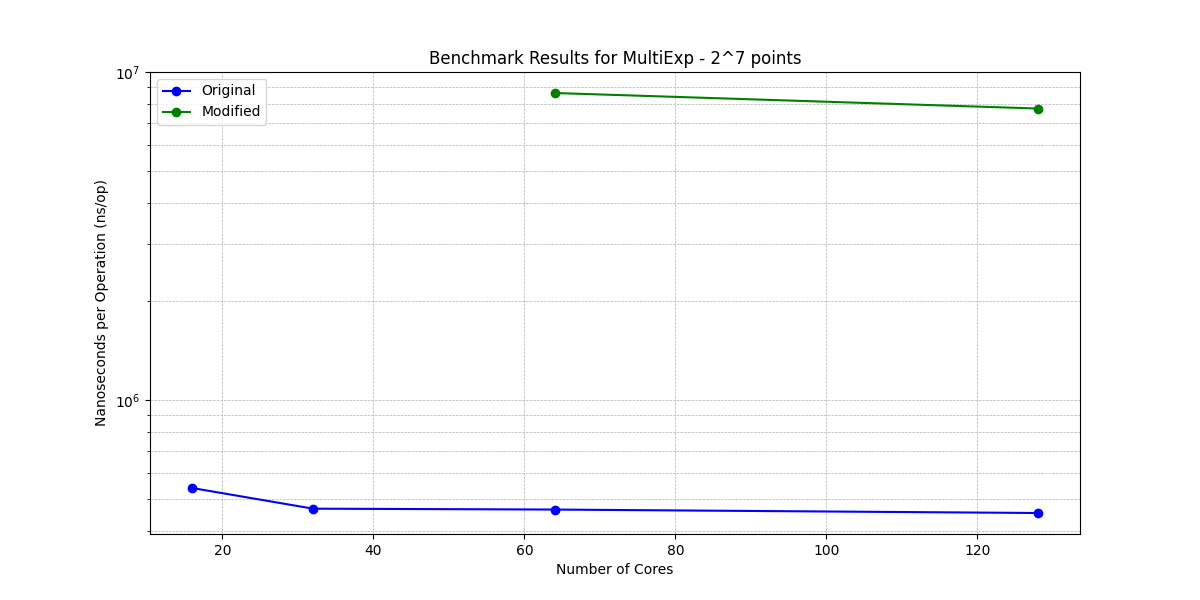 Benchmark Results for MultiExp - 2^7 points
Original
Modified
Nanoseconds per Operation (ns/op)
10^7
10^6
20 40 60 80 100 120
Number of Cores